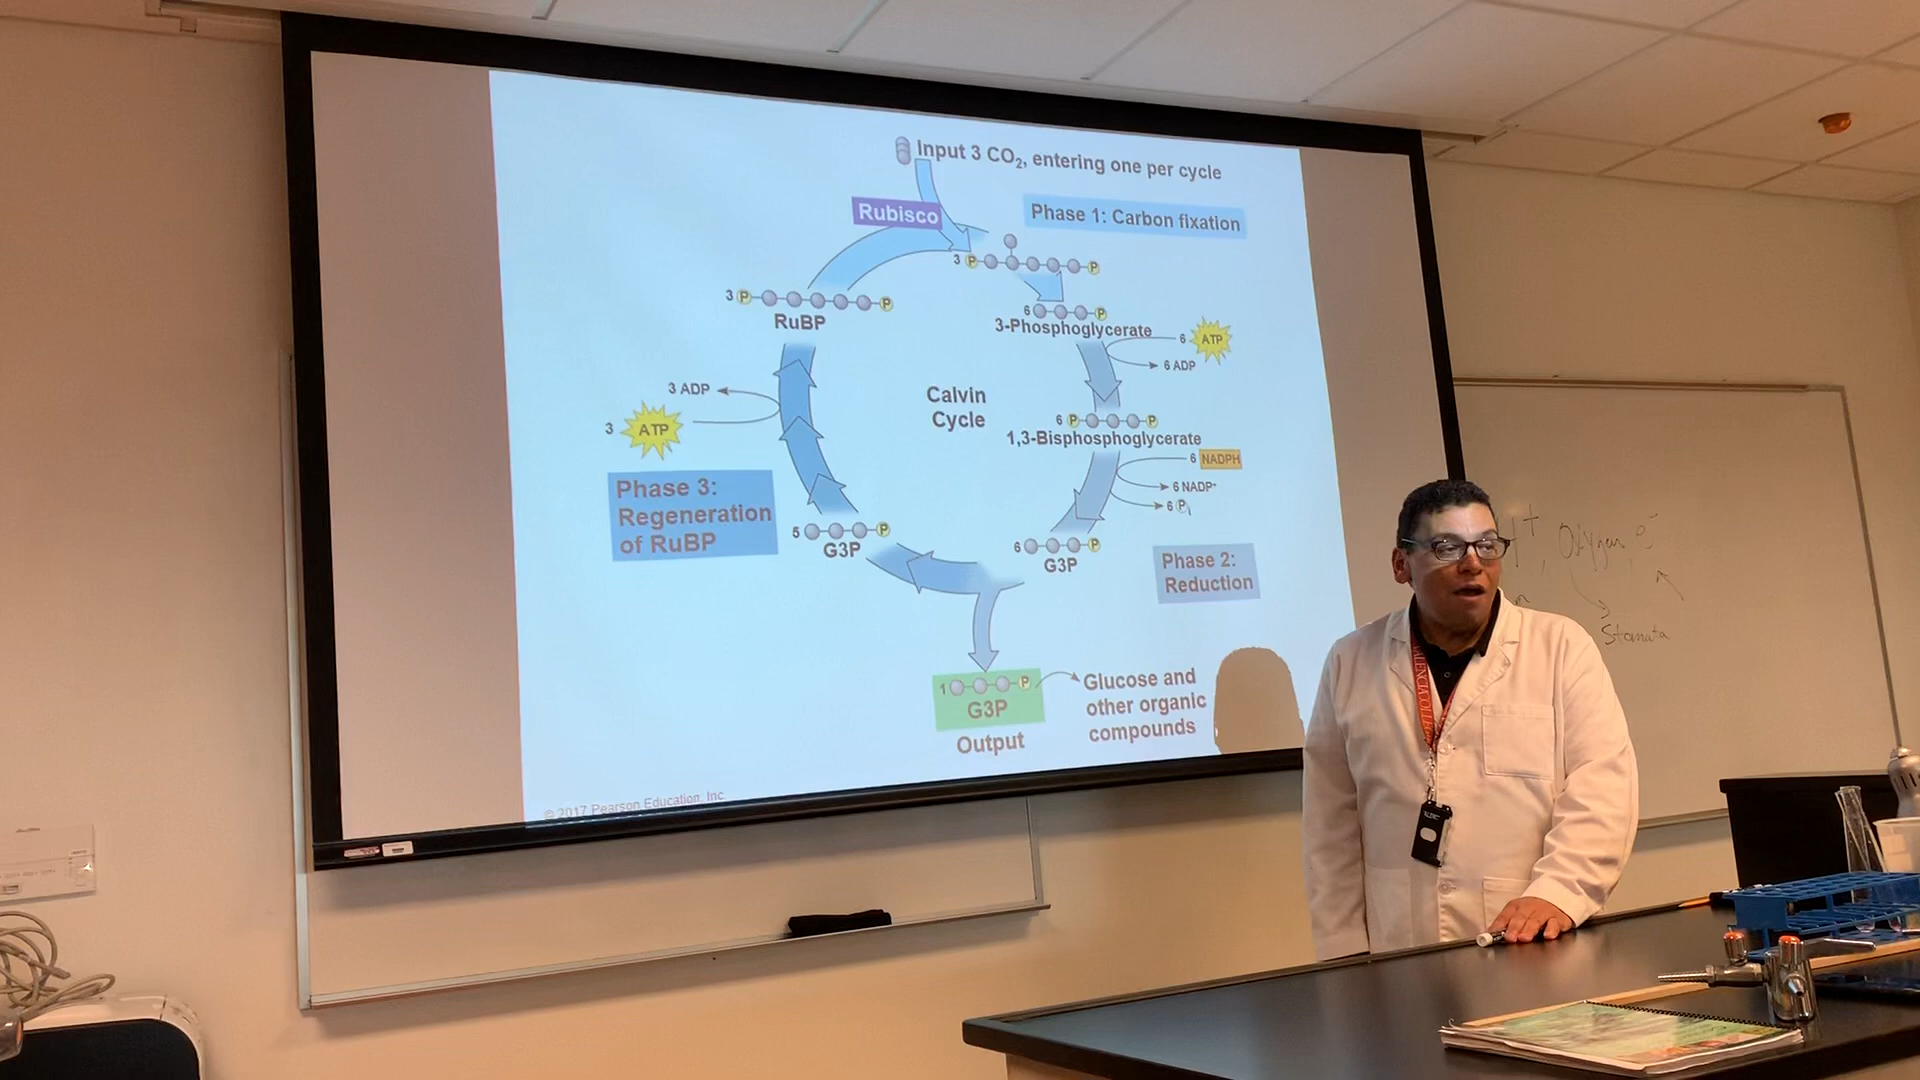 Input 3 CO₂, entering one per cycle
Rubisco
Phase 1: Carbon fixation
3 P P
3 P P
RuBP
6 P
3-Phosphoglycerate
6 ATP
6 ADP
3 ADP
3 ATP
Calvin
Cycle
6 P P
1,3-Bisphosphoglycerate
6 NADPH
6 NADP⁺
6 Pᵢ
Phase 3:
Regeneration
of RuBP
5 P
G3P
6 P
G3P
Phase 2:
Reduction
1 P
G3P
Output
Glucose and
other organic
compounds
© 2017 Pearson Education, Inc.
Oxygen e⁻
Stomata